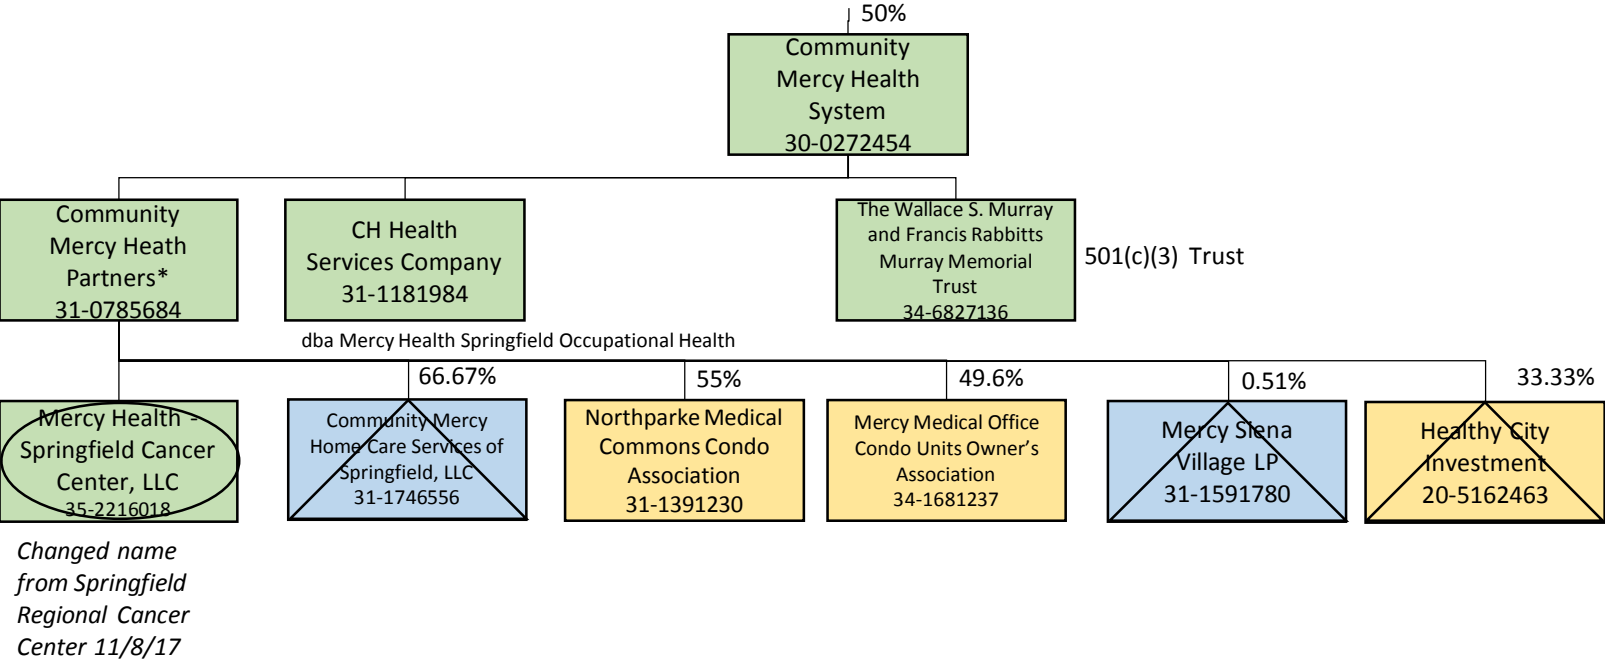 50%
Community
Mercy Health
System
30-0272454
Community
Mercy Heath
Partners*
31-0785684
CH Health
Services Company
31-1181984
The Wallace S. Murray
and Francis Rabbitts
Murray Memorial
Trust
34-6827136
501(c)(3) Trust
dba Mercy Health Springfield Occupational Health
Mercy Health -
Springfield Cancer
Center, LLC
35-2216018
Changed name
from Springfield
Regional Cancer
Center 11/8/17
66.67%
Community Mercy
Home Care Services of
Springfield, LLC
31-1746556
55%
Northparke Medical
Commons Condo
Association
31-1391230
49.6%
Mercy Medical Office
Condo Units Owner's
Association
34-1681237
0.51%
Mercy Siena
Village LP
31-1591780
33.33%
Healthy City
Investment
20-5162463